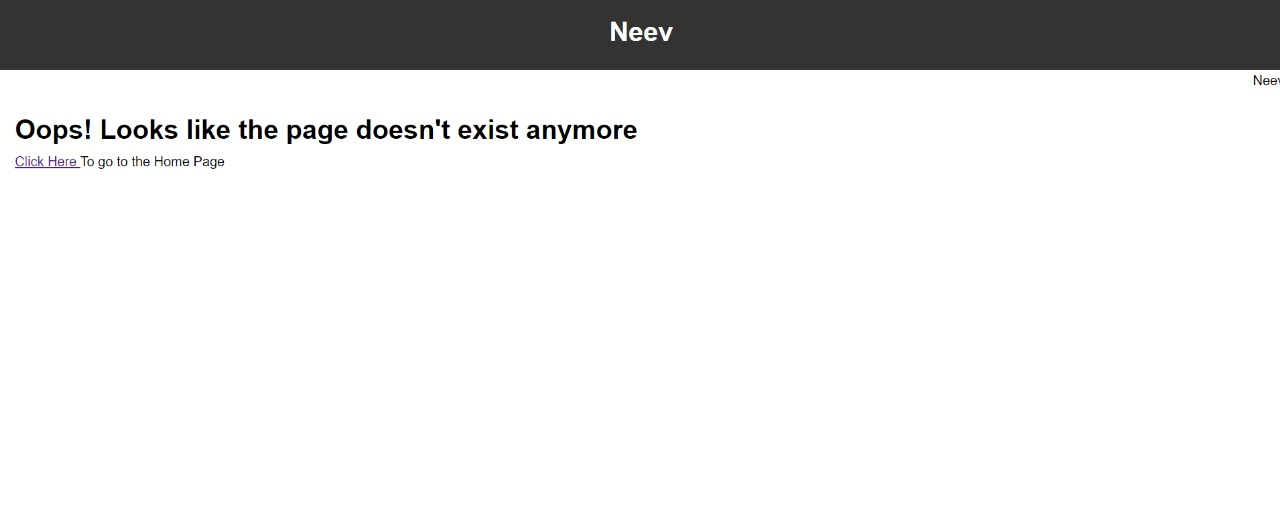 Neev
Neev
Oops! Looks like the page doesn't exist anymore
Click Here To go to the Home Page